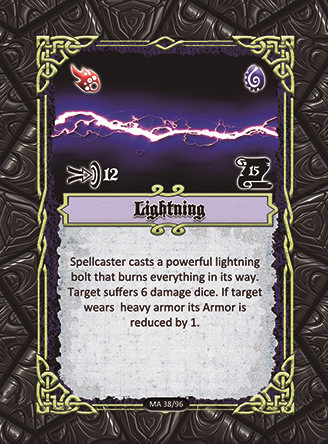 12
15
Lightning
Spellcaster casts a powerful lightning
bolt that burns everything in its way.
Target suffers 6 damage dice. If target
wears heavy armor its Armor is
reduced by 1.
MA 38/96